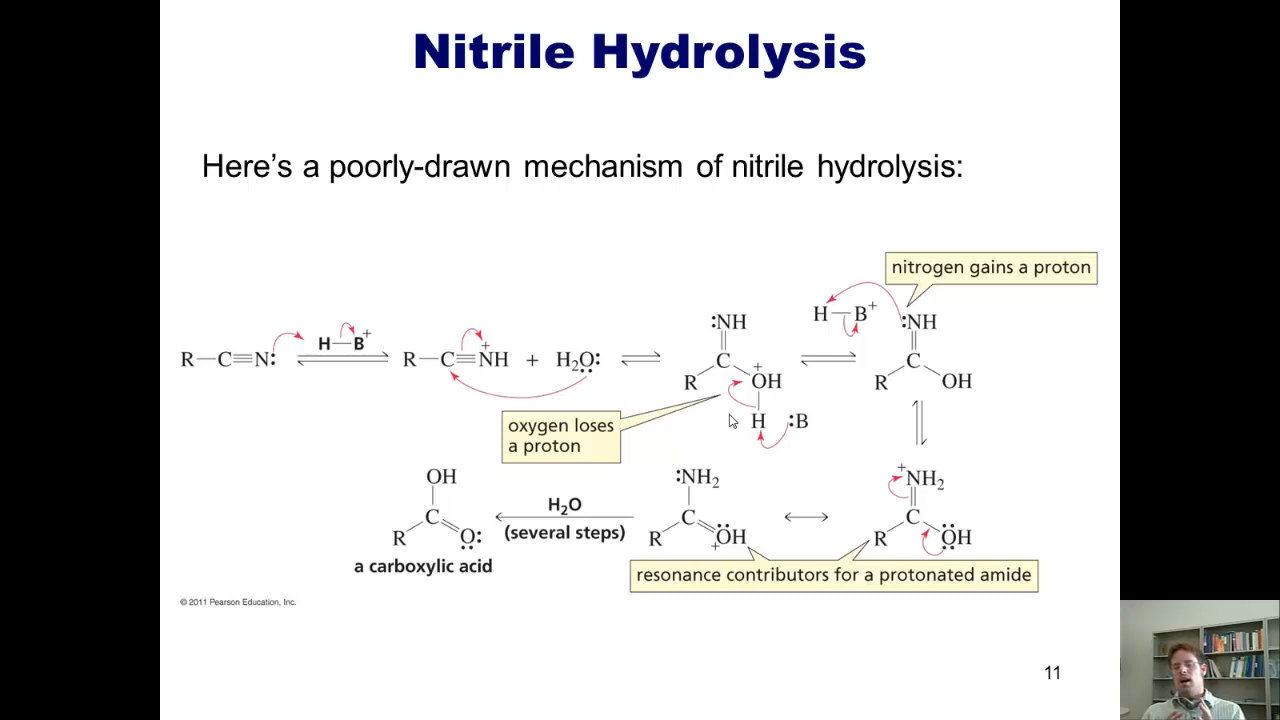 Nitrile Hydrolysis
Here's a poorly-drawn mechanism of nitrile hydrolysis:
nitrogen gains a proton
R—C≡N: H—B+ R—C≡N+H + H2O: :NH C R +OH H :B H—B+ :NH C R OH
oxygen loses
a proton
OH C R O: :NH2 C R +OH +NH2 C R OH
H2O
(several steps)
a carboxylic acid
resonance contributors for a protonated amide
© 2011 Pearson Education, Inc.
11